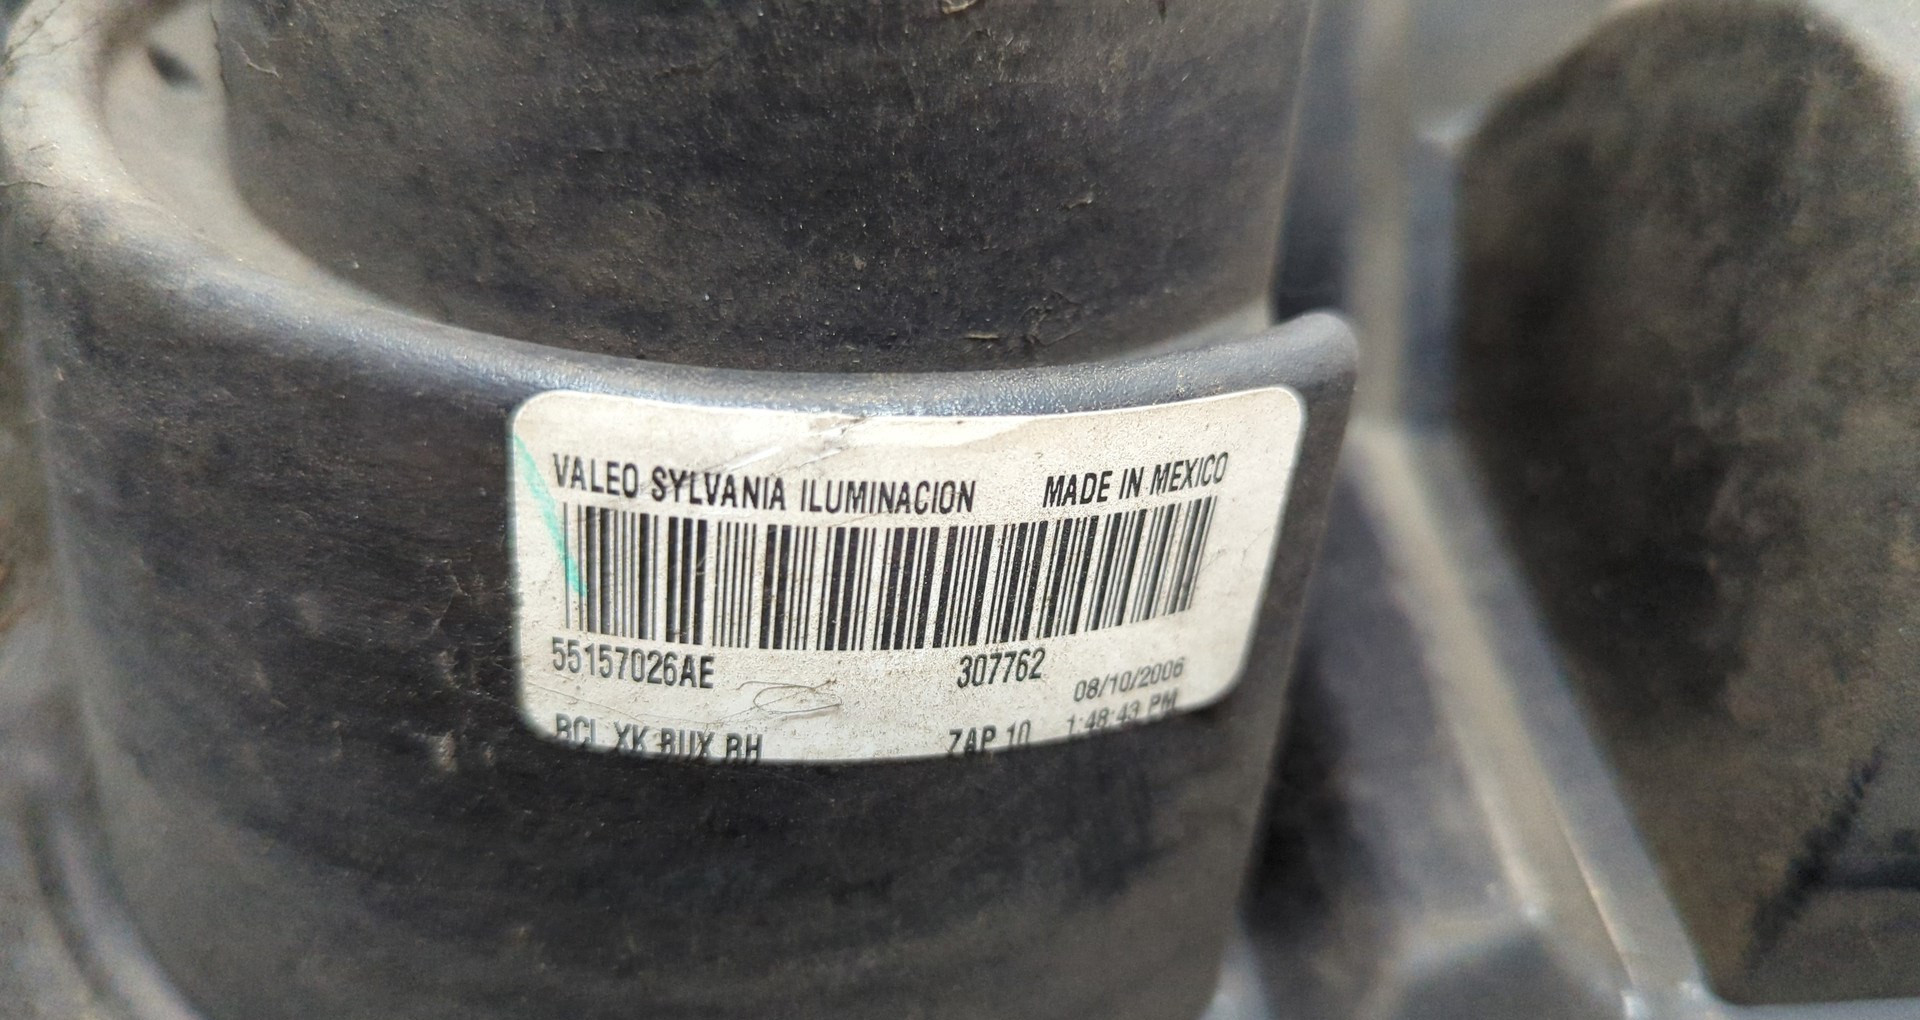 VALEO SYLVANIA ILUMINACION MADE IN MEXICO
55157026AE 307762 08/10/2006
BCL XK BUX RH ZAP 10 1:48:43 PM